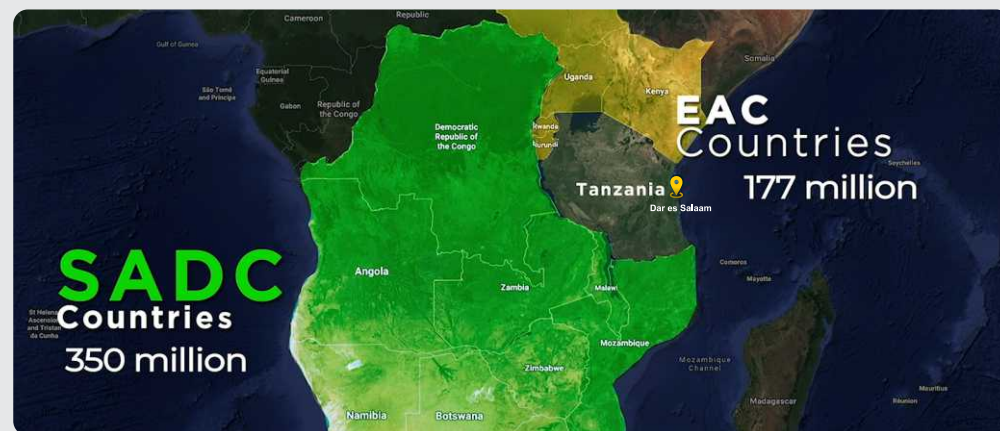 Cameroon
Republic
Gulf of Guinea
Equatorial
Guinea
São Tomé
and Príncipe
Gabon
Republic of
the Congo
Democratic
Republic of
the Congo
Uganda
Kenya
Somalia
Rwanda
Burundi
EAC
Countries
177 million
Seychelles
Tanzania
Dar es Salaam
SADC
Countries
350 million
St Helena
Ascension
and Tristan
da Cunha
Angola
Zambia
Malawi
Comoros
Mayotte
Mozambique
Zimbabwe
Mozambique
Channel
Madagascar
Mauritius
Réunion
Namibia
Botswana